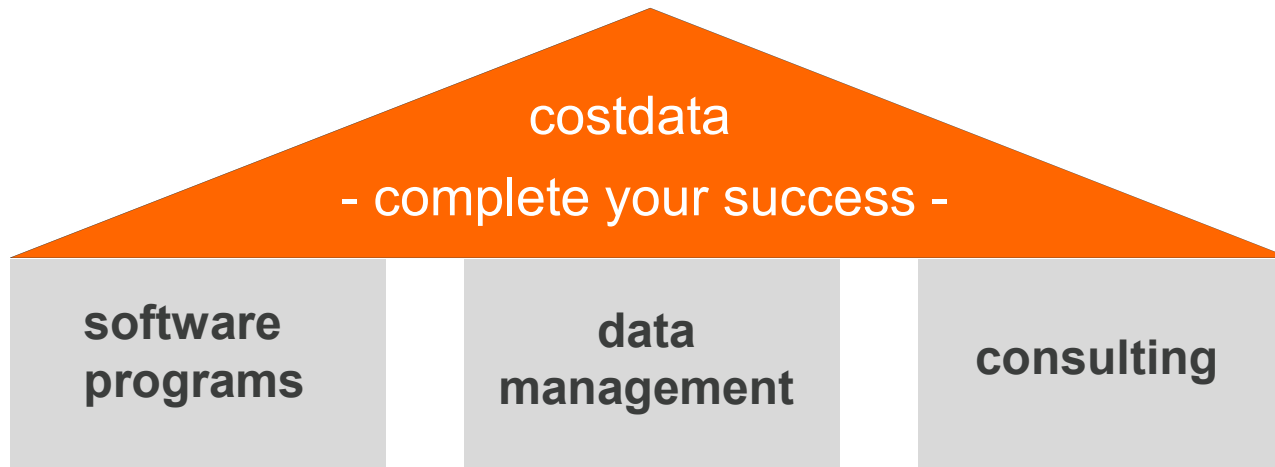 costdata
- complete your success -
software
programs
data
management
consulting